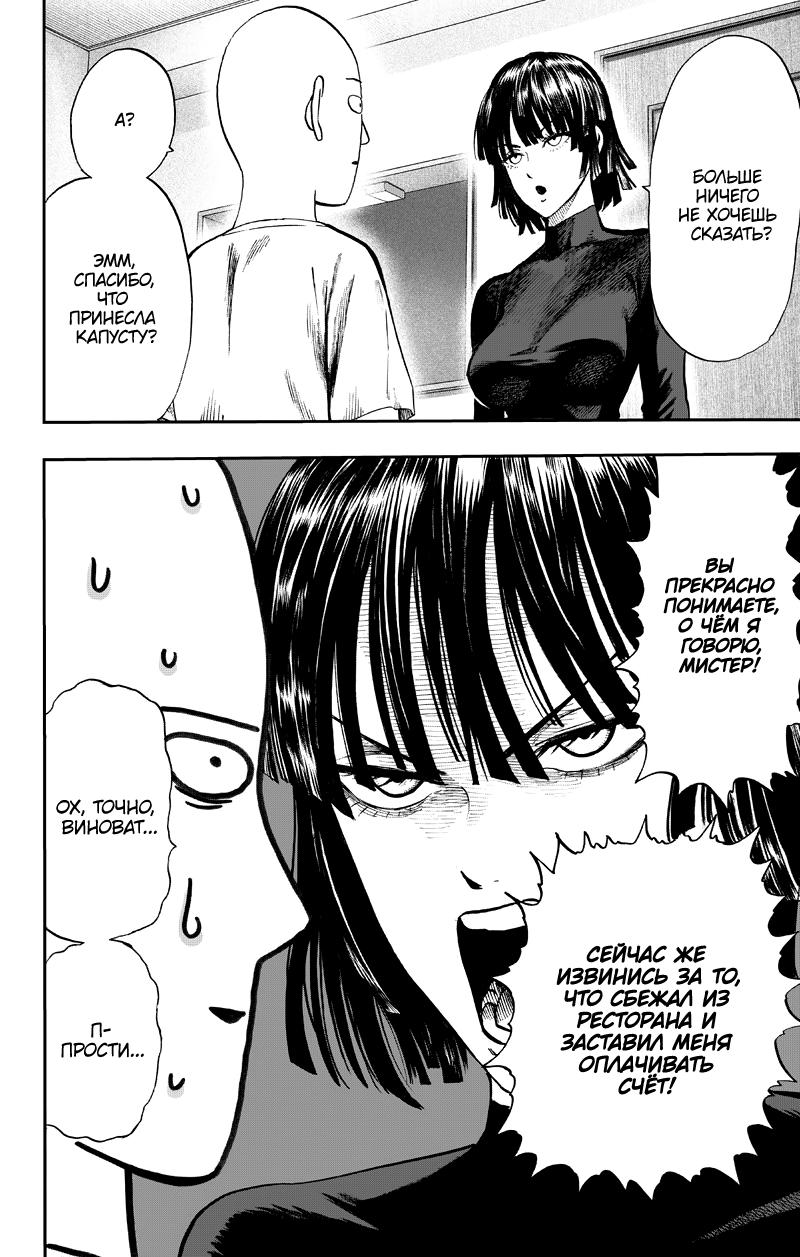 БОЛЬШЕ
НИЧЕГО
НЕ ХОЧЕШЬ
СКАЗАТЬ?
А?
ЭММ,
СПАСИБО,
ЧТО
ПРИНЕСЛА
КАПУСТУ?
ВЫ
ПРЕКРАСНО
ПОНИМАЕТЕ,
О ЧЁМ Я
ГОВОРЮ,
МИСТЕР!
СЕЙЧАС ЖЕ
ИЗВИНИСЬ ЗА ТО,
ЧТО СБЕЖАЛ ИЗ
РЕСТОРАНА И
ЗАСТАВИЛ МЕНЯ
ОПЛАЧИВАТЬ
СЧЁТ!
ОХ, ТОЧНО,
ВИНОВАТ...
П-
ПРОСТИ...